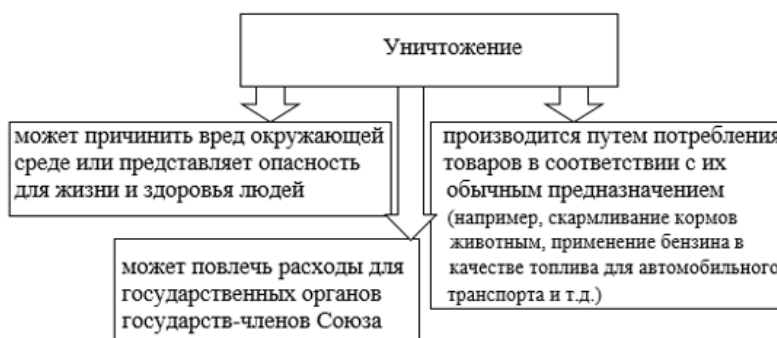 Уничтожение
может причинить вред окружающей
среде или представляет опасность
для жизни и здоровья людей
производится путем потребления
товаров в соответствии с их
обычным предназначением
(например, скармливание кормов
животным, применение бензина в
качестве топлива для автомобильного
транспорта и т.д.)
может повлечь расходы для
государственных органов
государств-членов Союза